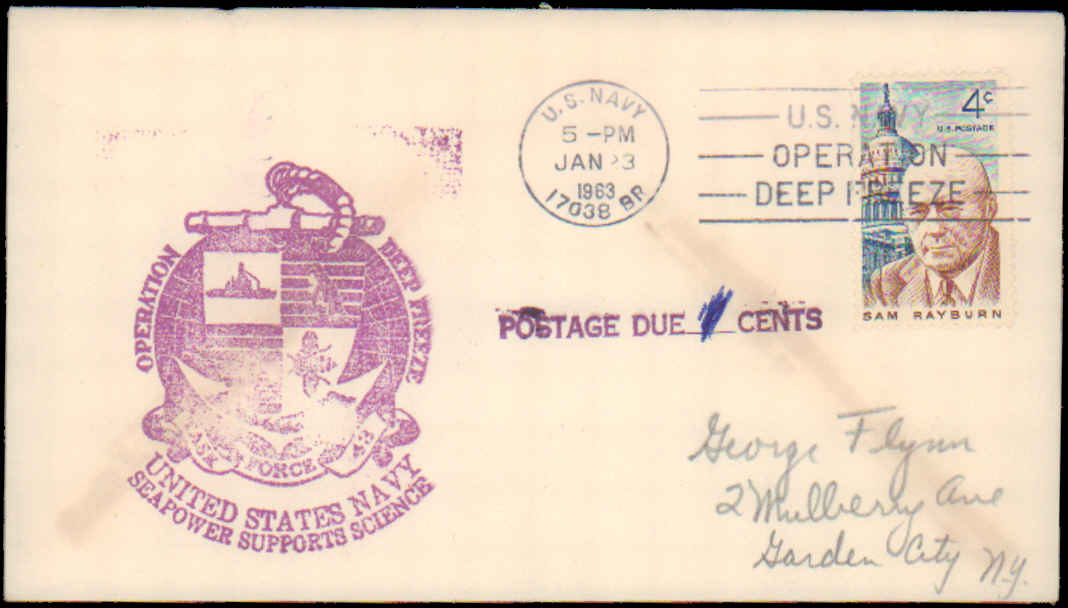 U.S. NAVY
5 -PM
JAN 3
1963
17038 BR
U.S. NAVY
OPERATION
DEEP FREEZE
4c
U.S. POSTAGE
SAM RAYBURN
OPERATION DEEP FREEZE
TASK FORCE 43
UNITED STATES NAVY
SEAPOWER SUPPORTS SCIENCE
POSTAGE DUE 1 CENTS
George Flynn
2 Mulberry Ave
Garden City N.Y.